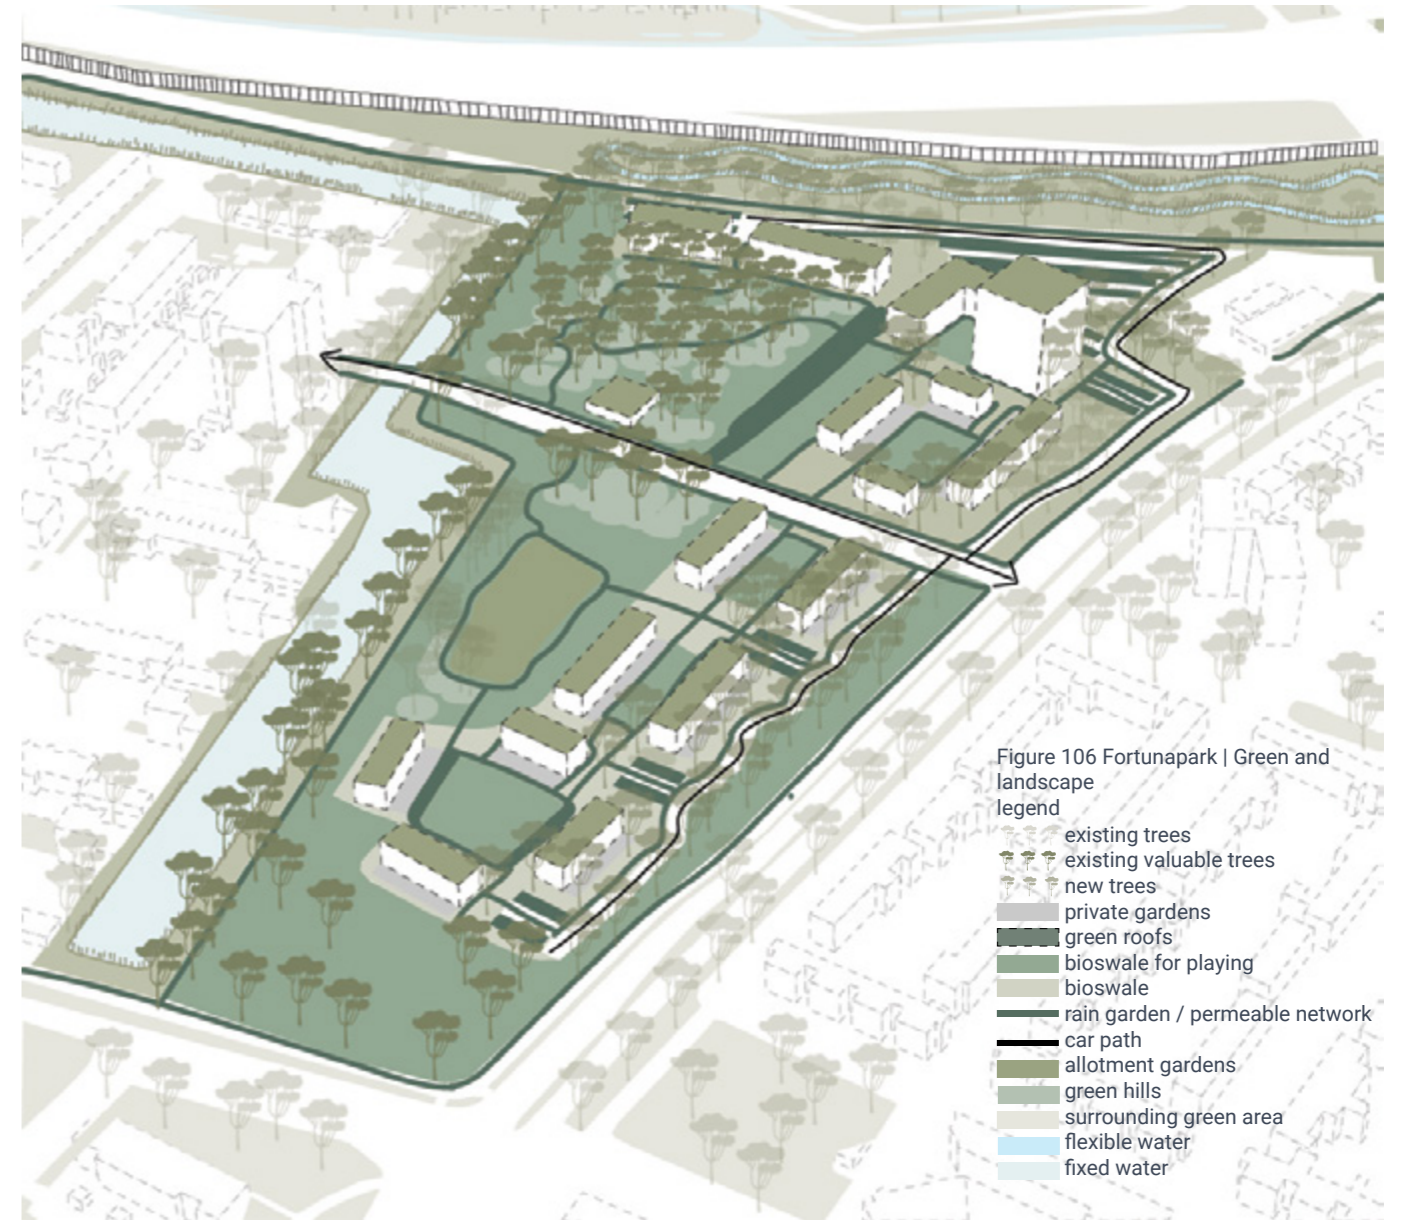 Figure 106 Fortunapark | Green and
landscape
legend
existing trees
existing valuable trees
new trees
private gardens
green roofs
bioswale for playing
bioswale
rain garden / permeable network
car path
allotment gardens
green hills
surrounding green area
flexible water
fixed water